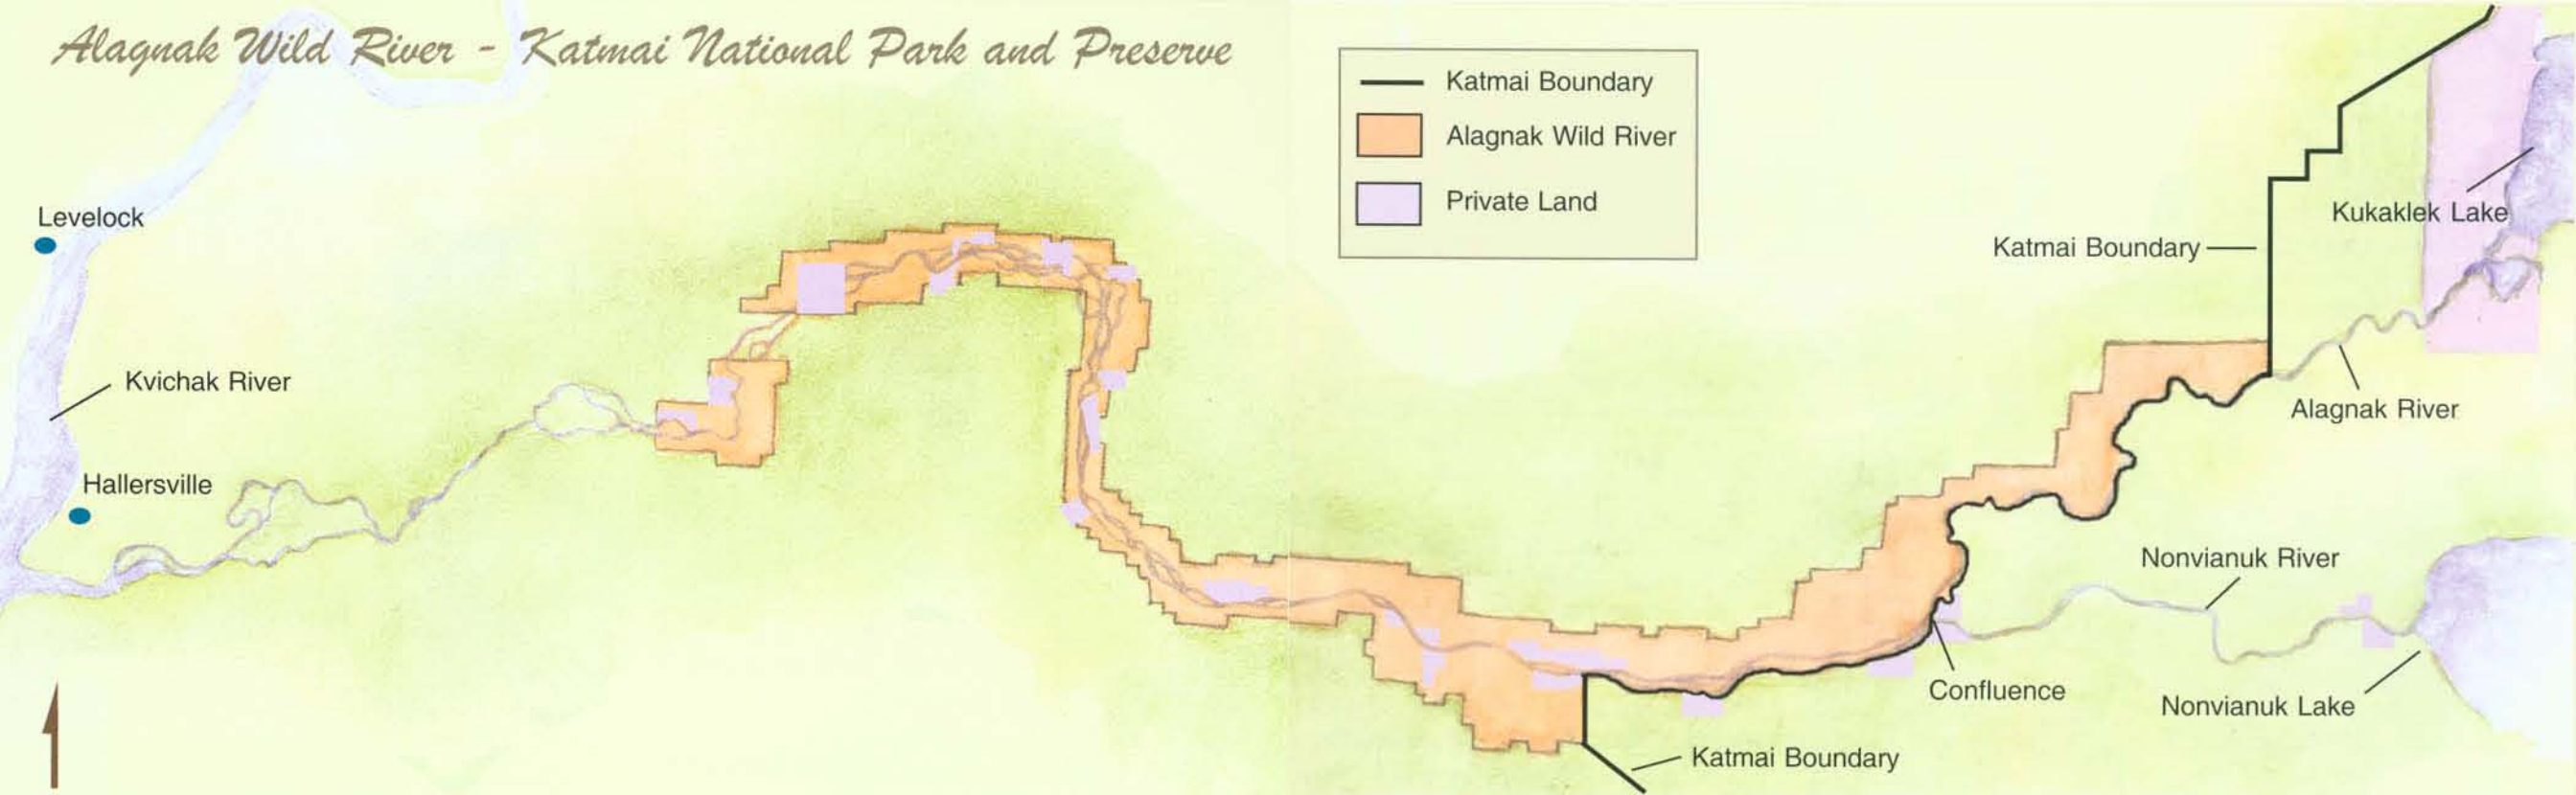 Alagnak Wild River - Katmai National Park and Preserve
Katmai Boundary
Alagnak Wild River
Private Land
Levelock
Kukaklek Lake
Katmai Boundary
Kvichak River
Alagnak River
Hallersville
Nonvianuk River
Confluence
Nonvianuk Lake
Katmai Boundary